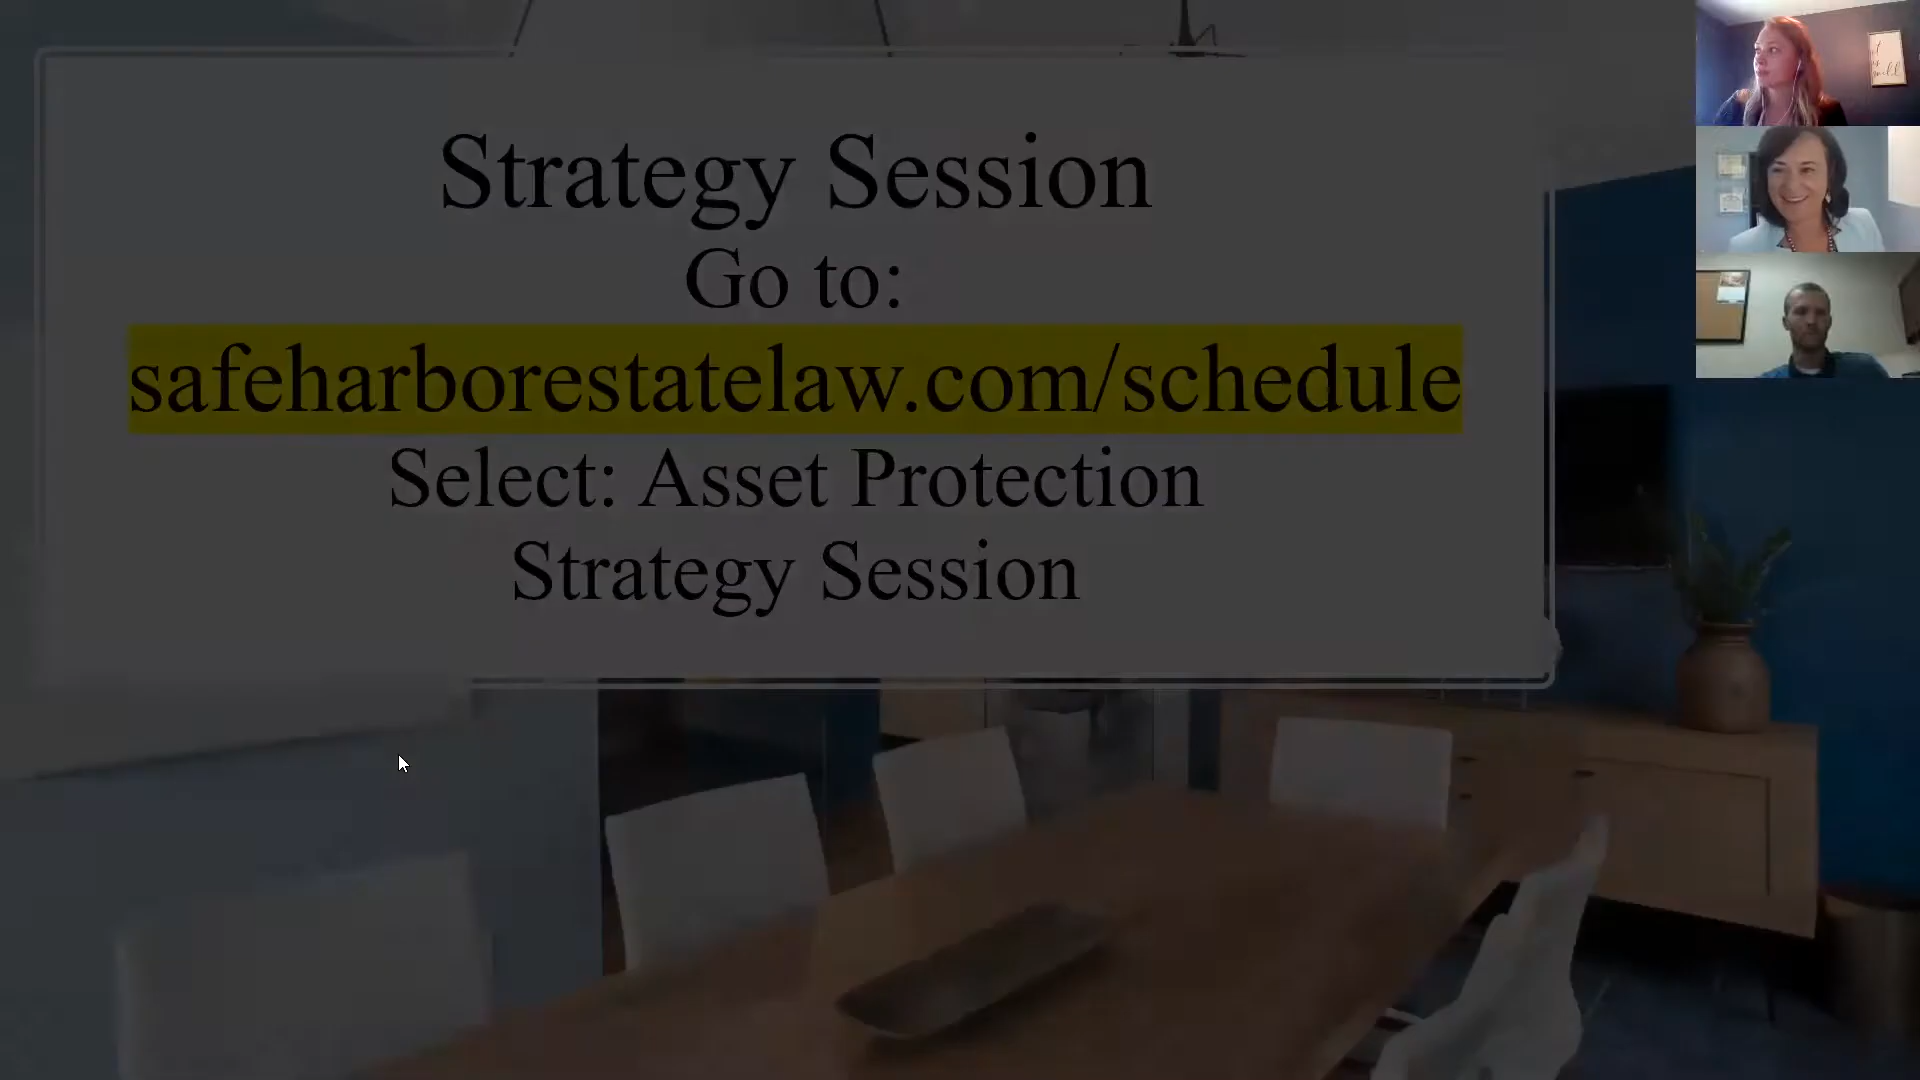 Strategy Session
Go to:
safeharborestatelaw.com/schedule
Select: Asset Protection
Strategy Session